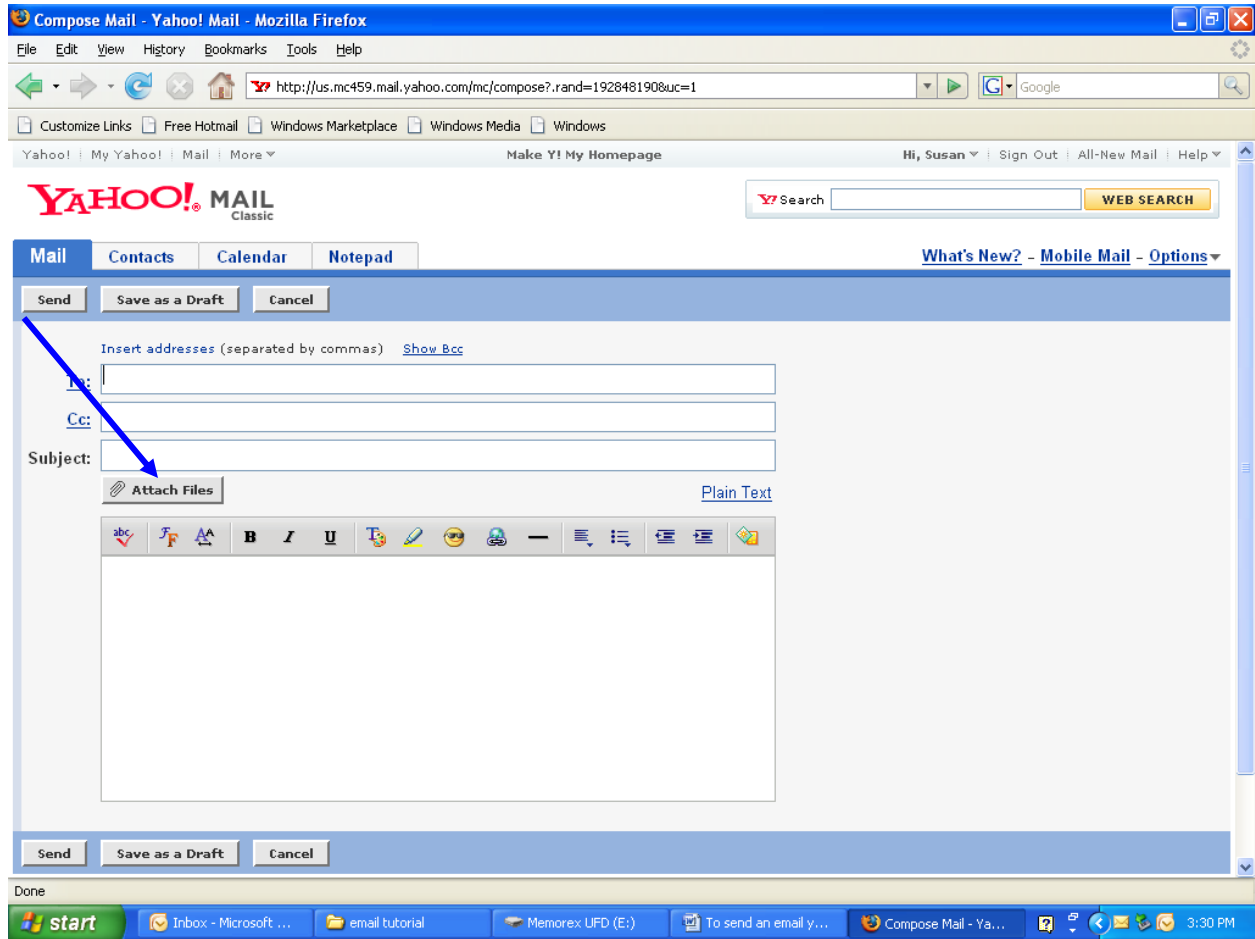 Compose Mail - Yahoo! Mail - Mozilla Firefox
File Edit View History Bookmarks Tools Help
Y! http://us.mc459.mail.yahoo.com/mc/compose?.rand=192848190&uc=1 G Google
Customize Links Free Hotmail Windows Marketplace Windows Media Windows
Yahoo! My Yahoo! Mail More Make Y! My Homepage Hi, Susan Sign Out All-New Mail Help
YAHOO!® MAIL Classic Y! Search WEB SEARCH
Mail Contacts Calendar Notepad What's New? - Mobile Mail - Options
Send Save as a Draft Cancel
Insert addresses (separated by commas) Show Bcc
To:
Cc:
Subject:
Attach Files Plain Text
abc F F A A B I U T
Send Save as a Draft Cancel
Done
start Inbox - Microsoft ... email tutorial Memorex UFD (E:) To send an email y... Compose Mail - Ya... ? 3:30 PM